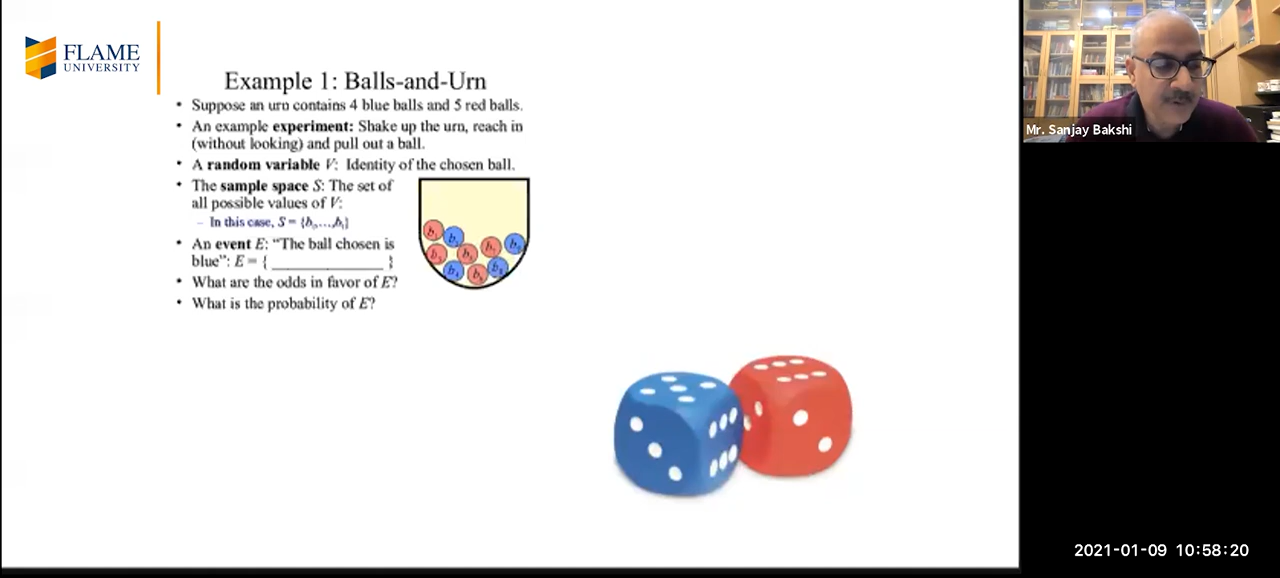 FLAME
UNIVERSITY
Example 1: Balls-and-Urn
• Suppose an urn contains 4 blue balls and 5 red balls.
• An example experiment: Shake up the urn, reach in
(without looking) and pull out a ball.
• A random variable V: Identity of the chosen ball.
• The sample space S: The set of
all possible values of V:
– In this case, S = {
• An event E: “The ball chosen is
blue”: E = { ______________ }
• What are the odds in favor of E?
• What is the probability of E?
Mr. Sanjay Bakshi
2021-01-09 10:58:20